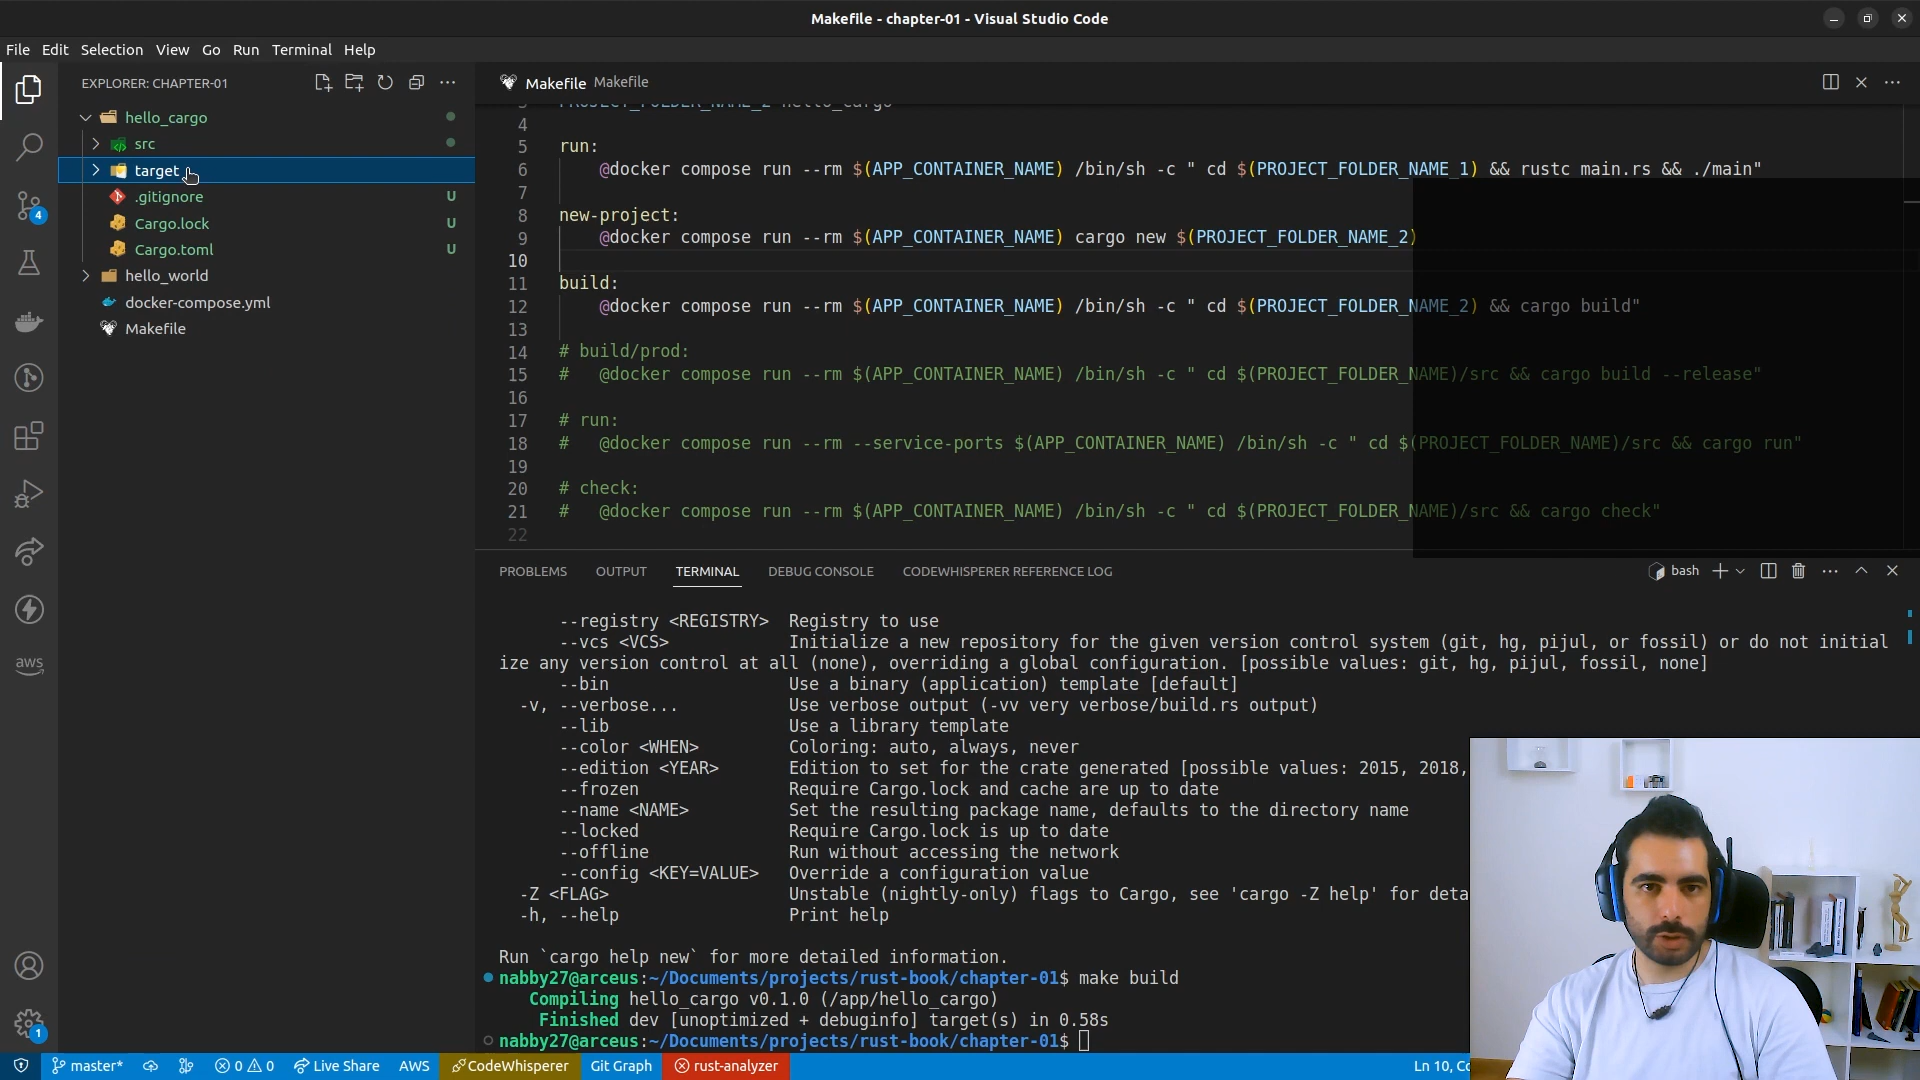 Makefile - chapter-01 - Visual Studio Code
File Edit Selection View Go Run Terminal Help
EXPLORER: CHAPTER-01
hello_cargo
src
target
.gitignore U
Cargo.lock U
Cargo.toml U
hello_world
docker-compose.yml
Makefile
4
aws
1
Makefile Makefile
3 PROJECT_FOLDER_NAME_2=hello_cargo
4
5 run:
6 @docker compose run --rm $(APP_CONTAINER_NAME) /bin/sh -c " cd $(PROJECT_FOLDER_NAME_1) && rustc main.rs && ./main"
7
8 new-project:
9 @docker compose run --rm $(APP_CONTAINER_NAME) cargo new $(PROJECT_FOLDER_NAME_2)
10
11 build:
12 @docker compose run --rm $(APP_CONTAINER_NAME) /bin/sh -c " cd $(PROJECT_FOLDER_NAME_2) && cargo build"
13
14 # build/prod:
15 # @docker compose run --rm $(APP_CONTAINER_NAME) /bin/sh -c " cd $(PROJECT_FOLDER_NAME)/src && cargo build --release"
16
17 # run:
18 # @docker compose run --rm --service-ports $(APP_CONTAINER_NAME) /bin/sh -c " cd $(PROJECT_FOLDER_NAME)/src && cargo run"
19
20 # check:
21 # @docker compose run --rm $(APP_CONTAINER_NAME) /bin/sh -c " cd $(PROJECT_FOLDER_NAME)/src && cargo check"
22
PROBLEMS OUTPUT TERMINAL DEBUG CONSOLE CODEWHISPERER REFERENCE LOG bash
--registry <REGISTRY> Registry to use
--vcs <VCS> Initialize a new repository for the given version control system (git, hg, pijul, or fossil) or do not initial
ize any version control at all (none), overriding a global configuration. [possible values: git, hg, pijul, fossil, none]
--bin Use a binary (application) template [default]
-v, --verbose... Use verbose output (-vv very verbose/build.rs output)
--lib Use a library template
--color <WHEN> Coloring: auto, always, never
--edition <YEAR> Edition to set for the crate generated [possible values: 2015, 2018,
--frozen Require Cargo.lock and cache are up to date
--name <NAME> Set the resulting package name, defaults to the directory name
--locked Require Cargo.lock is up to date
--offline Run without accessing the network
--config <KEY=VALUE> Override a configuration value
-Z <FLAG> Unstable (nightly-only) flags to Cargo, see 'cargo -Z help' for deta
-h, --help Print help
Run `cargo help new` for more detailed information.
nabby27@arceus:~/Documents/projects/rust-book/chapter-01$ make build
Compiling hello_cargo v0.1.0 (/app/hello_cargo)
Finished dev [unoptimized + debuginfo] target(s) in 0.58s
nabby27@arceus:~/Documents/projects/rust-book/chapter-01$
master* 0 0 Live Share AWS CodeWhisperer Git Graph rust-analyzer Ln 10, Co